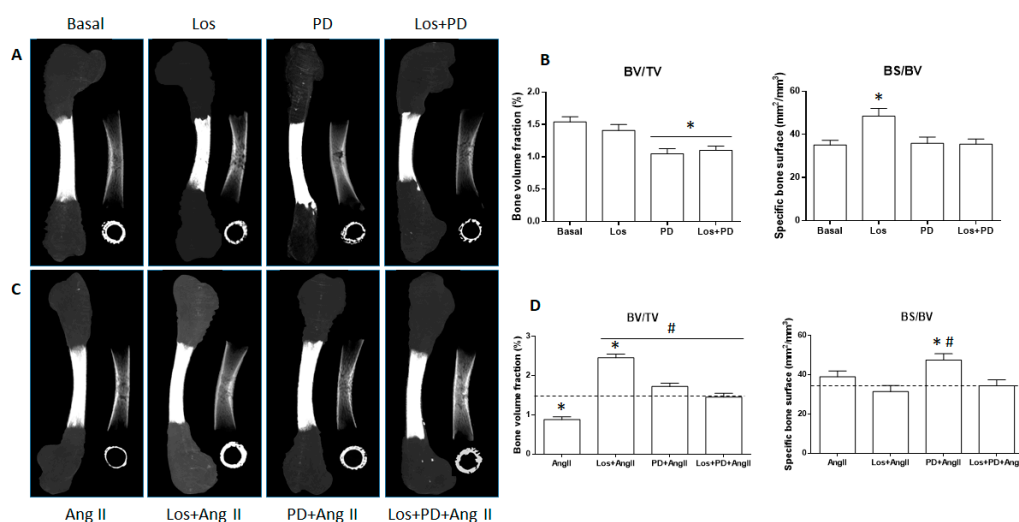 Basal Los PD Los+PD
A
B
BV/TV
Bone volume fraction (%)
2.0
1.5
1.0
0.5
0.0
*
Basal Los PD Los+PD
BS/BV
Specific bone surface (mm²/mm³)
60
40
20
0
*
Basal Los PD Los+PD
C
D
BV/TV
Bone volume fraction (%)
3
2
1
0
*
*
#
AngII Los+AngII PD+AngII Los+PD+AngII
BS/BV
Specific bone surface (mm²/mm³)
60
40
20
0
* #
AngII Los+AngII PD+AngII Los+PD+Ang
Ang II Los+Ang II PD+Ang II Los+PD+Ang II